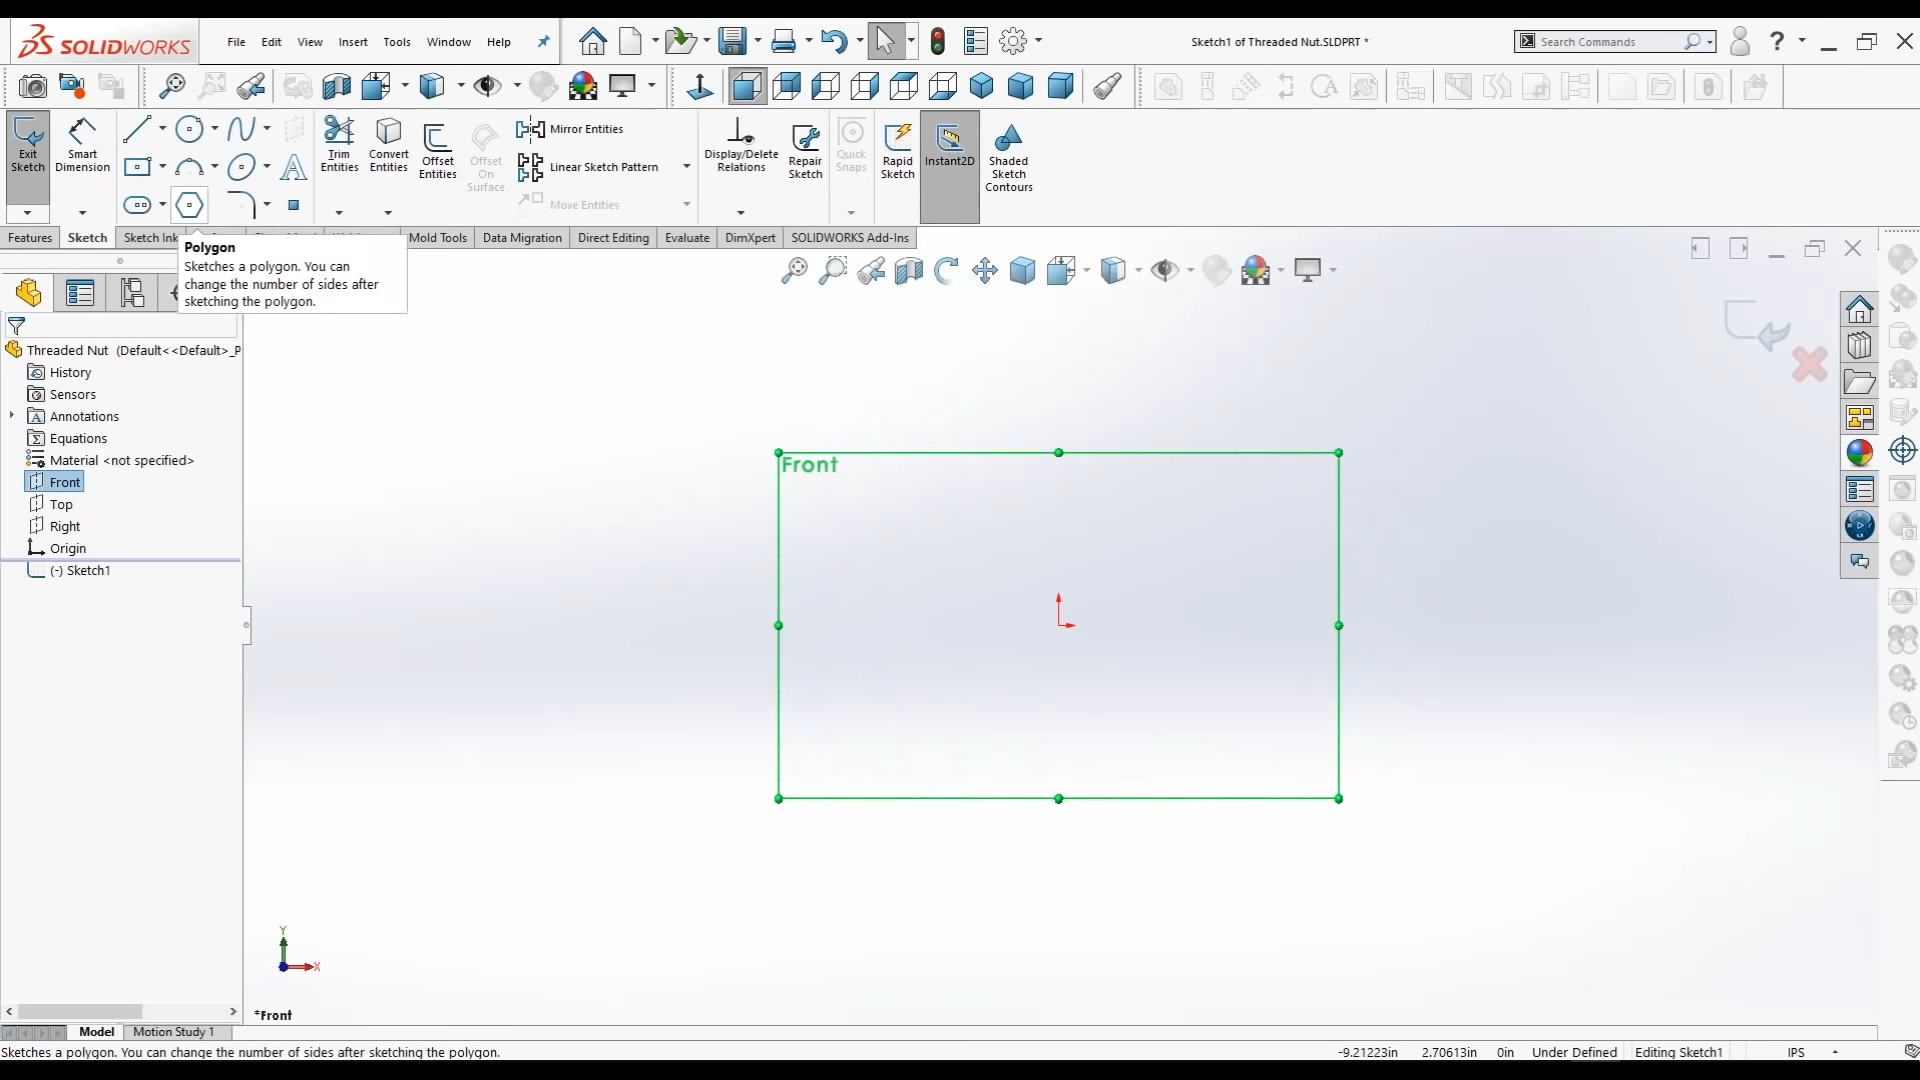 SOLIDWORKS
File Edit View Insert Tools Window Help
Sketch1 of Threaded Nut.SLDPRT *
Search Commands
?
Exit Sketch
Smart Dimension
Trim Entities
Convert Entities
Offset Entities
Offset On Surface
Mirror Entities
Linear Sketch Pattern
Move Entities
Display/Delete Relations
Repair Sketch
Quick Snaps
Rapid Sketch
Instant2D
Shaded Sketch Contours
Features Sketch Sketch Ink Mold Tools Data Migration Direct Editing Evaluate DimXpert SOLIDWORKS Add-Ins
Polygon
Sketches a polygon. You can
change the number of sides after
sketching the polygon.
Threaded Nut (Default<<Default>_P
History
Sensors
Annotations
Equations
Material <not specified>
Front
Top
Right
Origin
(-) Sketch1
Front
Y
X
*Front
Model Motion Study 1
Sketches a polygon. You can change the number of sides after sketching the polygon.
-9.21223in 2.70613in 0in Under Defined Editing Sketch1 IPS